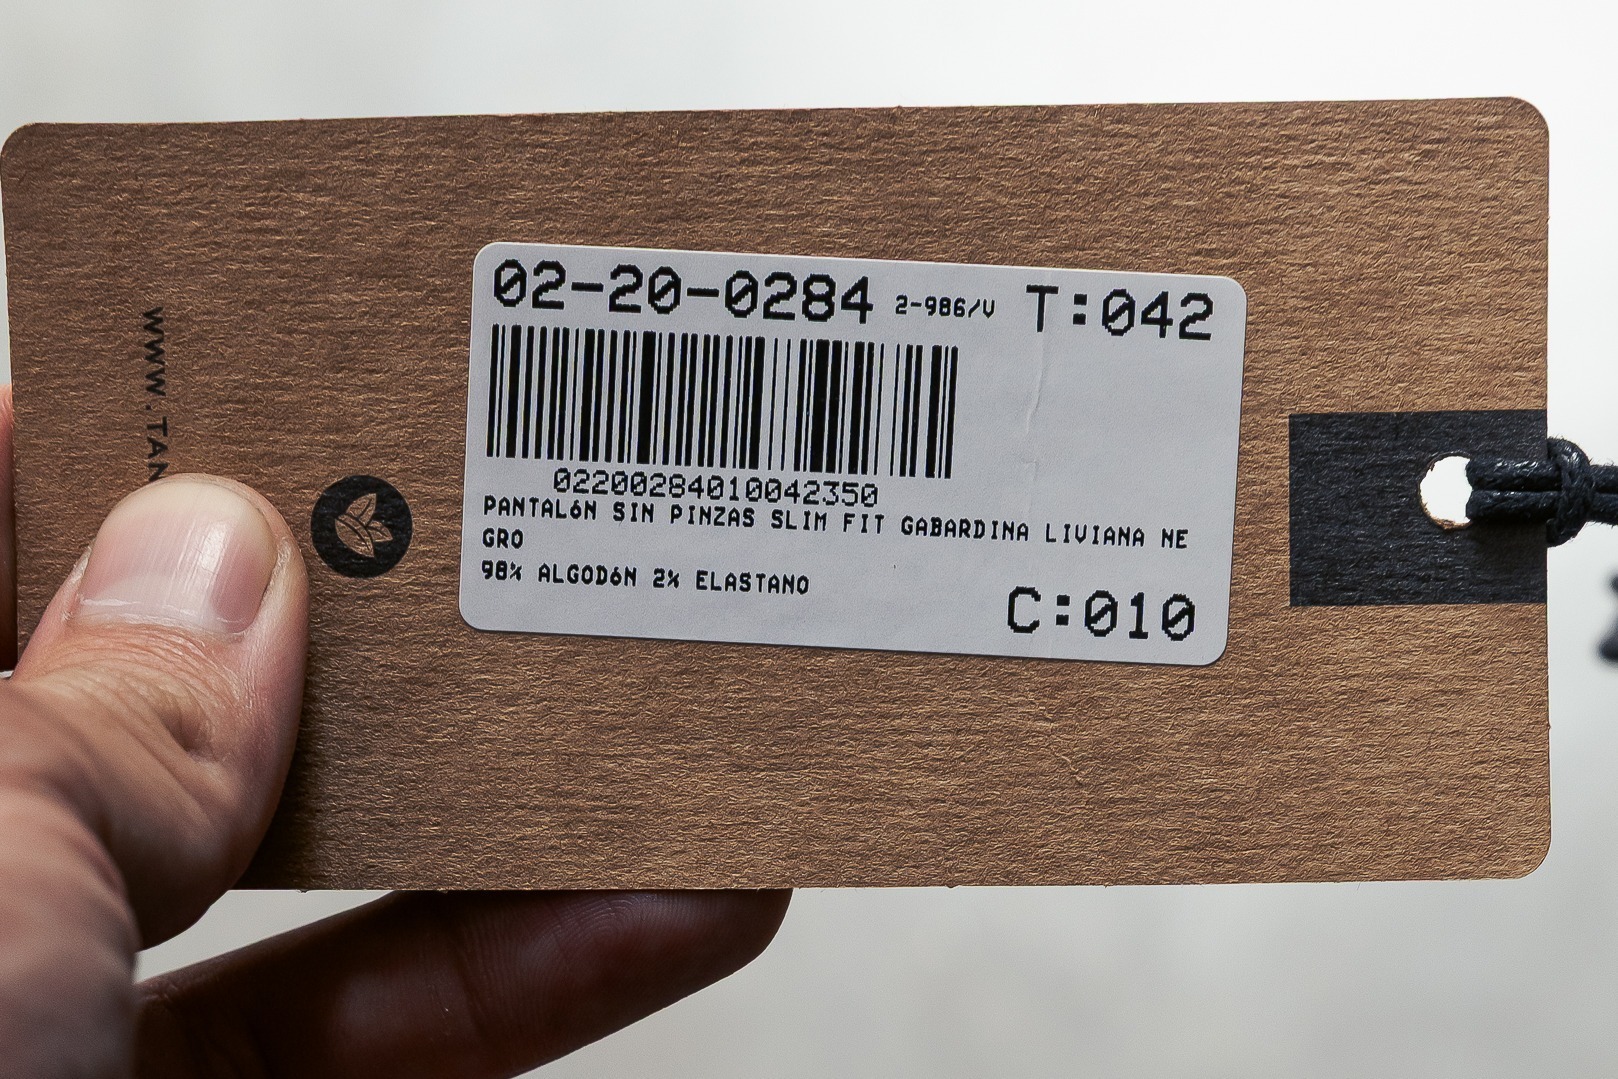 02-20-0284 2-986/V T:042
02200284010042350
PANTALÓN SIN PINZAS SLIM FIT GABARDINA LIVIANA NE
GRO
98% ALGODÓN 2% ELASTANO
C:010
WWW.TAN